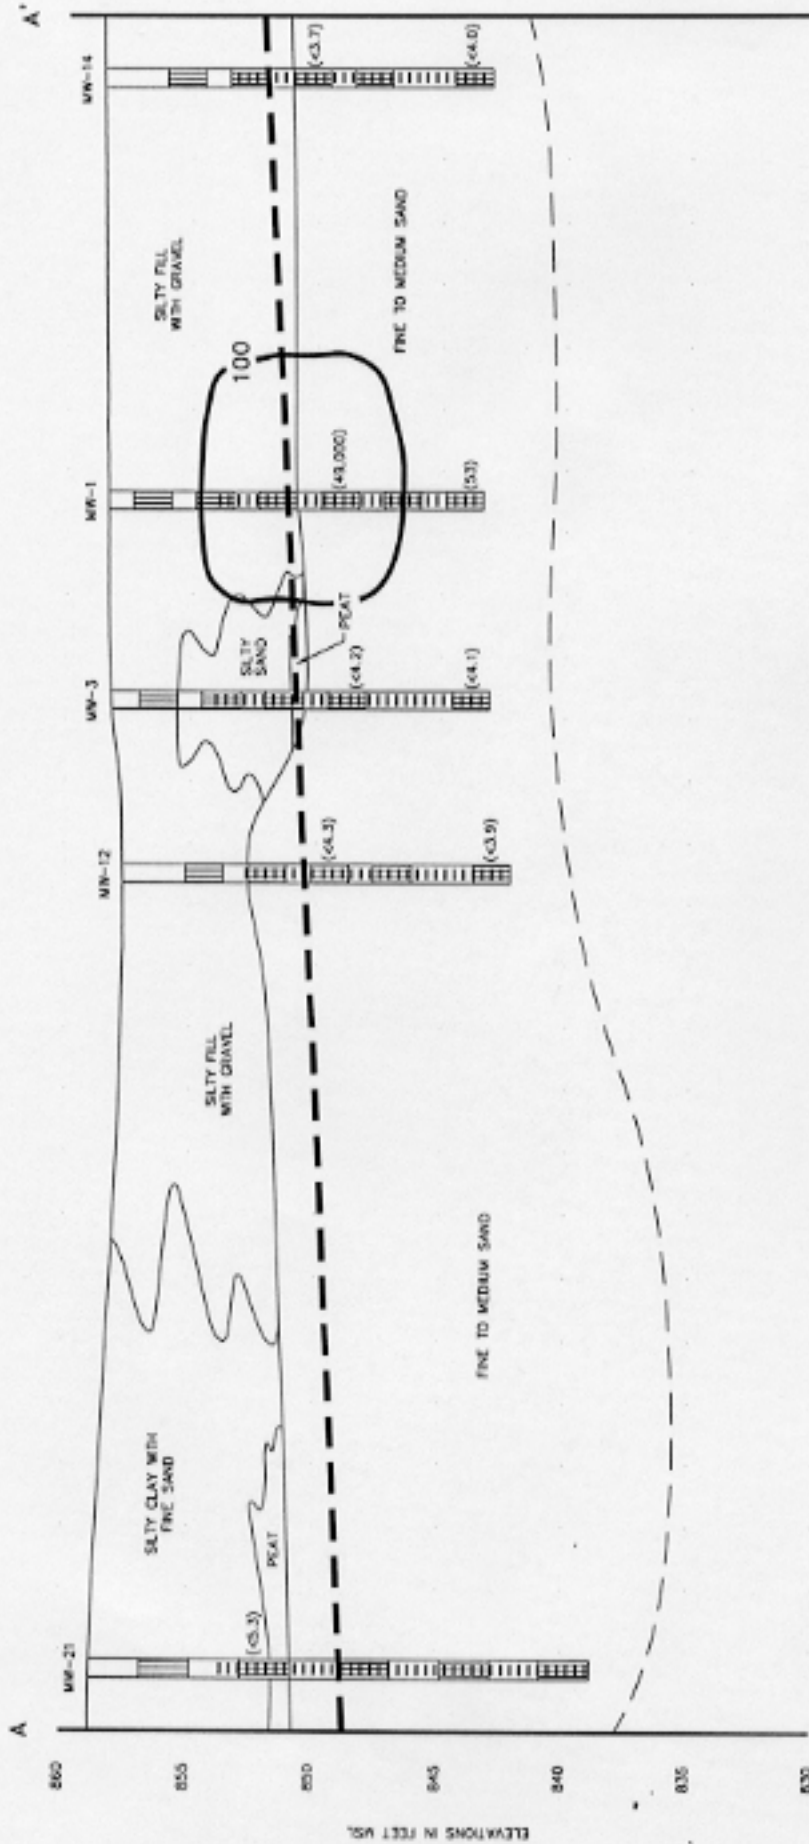 A
A'
MW-21
MW-12
MW-3
MW-1
MW-14
860
855
850
845
840
835
830
ELEVATIONS IN FEET MSL
SILTY CLAY WITH
FINE SAND
PEAT
(<5.3)
SILTY FILL
WITH GRAVEL
FINE TO MEDIUM SAND
(<4.3)
(<3.9)
SILTY
SAND
PEAT
(<4.2)
(<4.1)
100
(49,000)
(53)
SILTY FILL
WITH GRAVEL
FINE TO MEDIUM SAND
(<3.7)
(<4.0)